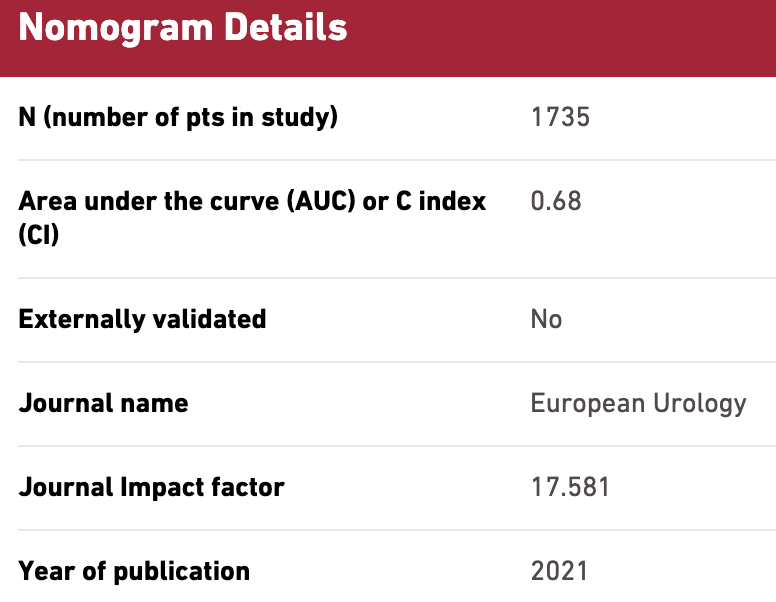 Nomogram Details
N (number of pts in study) 1735
Area under the curve (AUC) or C index 0.68
(CI)
Externally validated No
Journal name European Urology
Journal Impact factor 17.581
Year of publication 2021